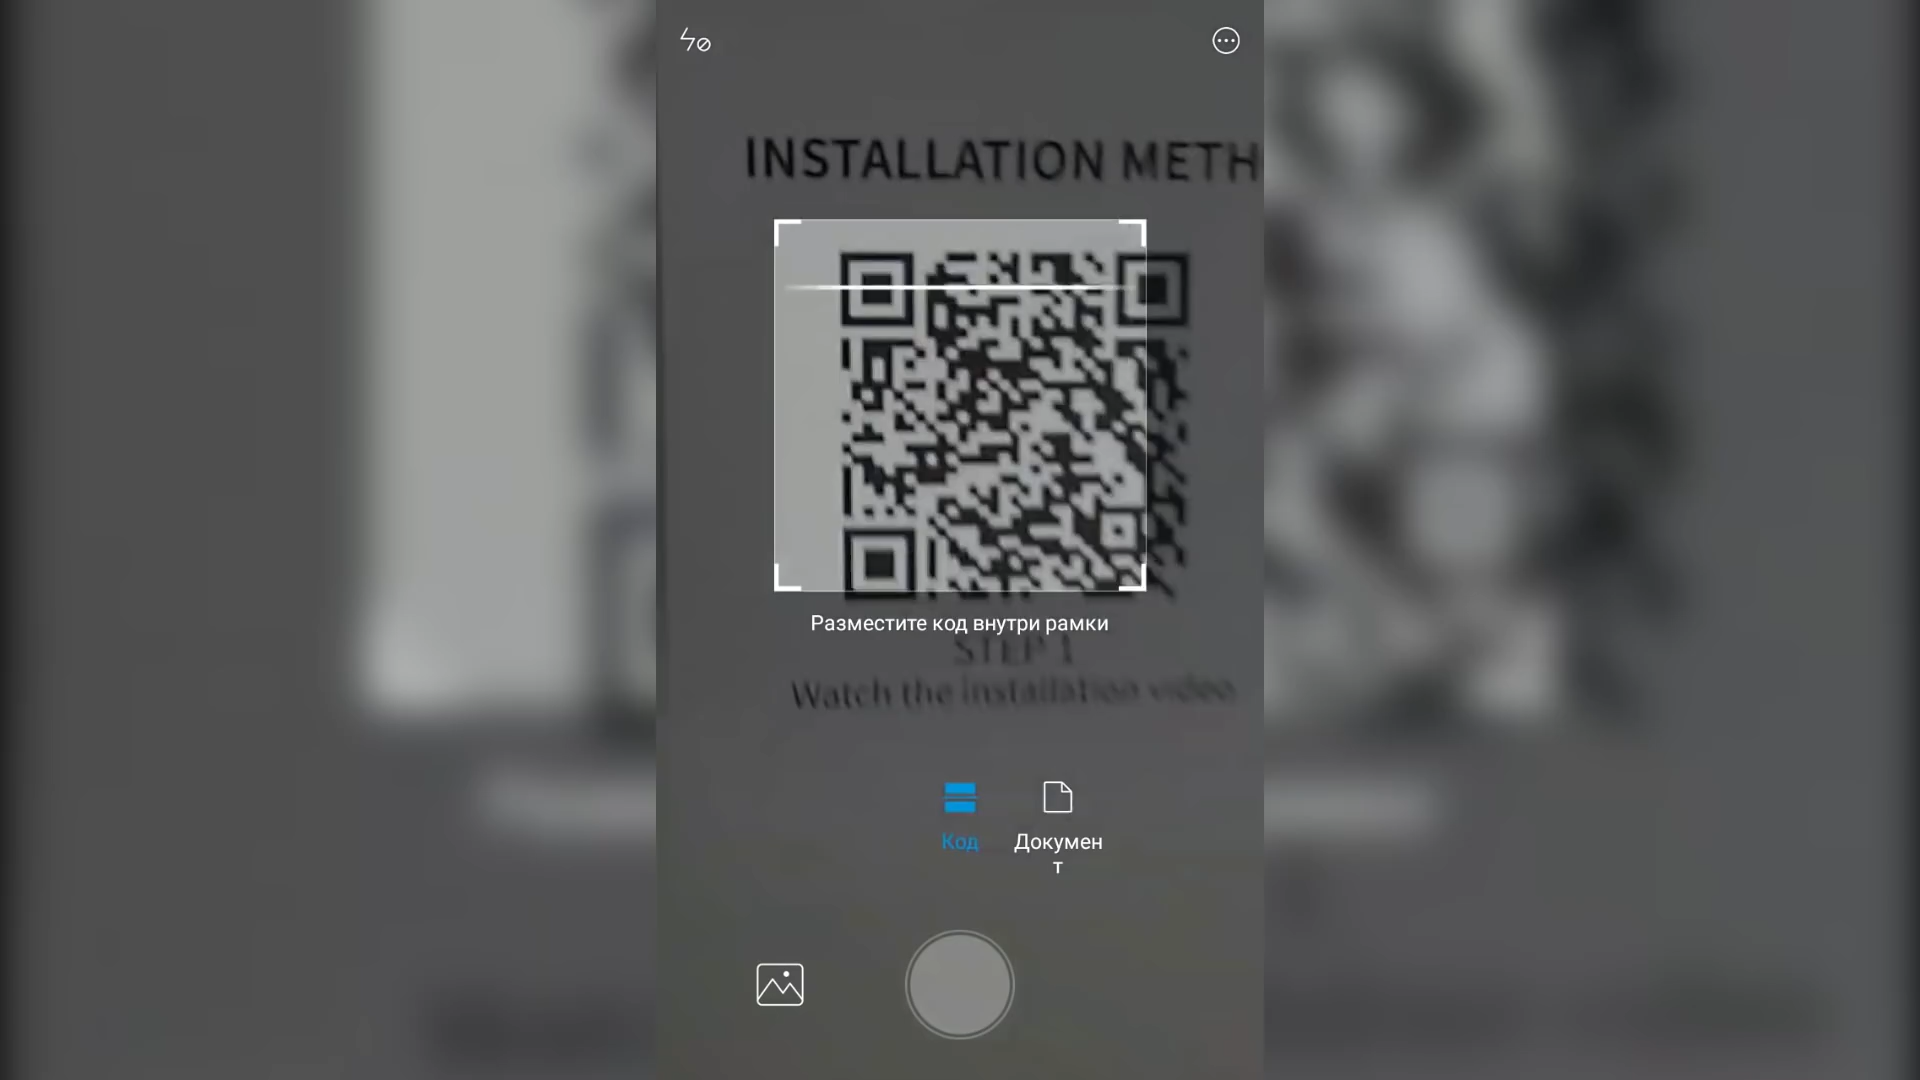 INSTALLATION METH
Разместите код внутри рамки
STEP 1
Watch the installation video
Код
Докумен
т